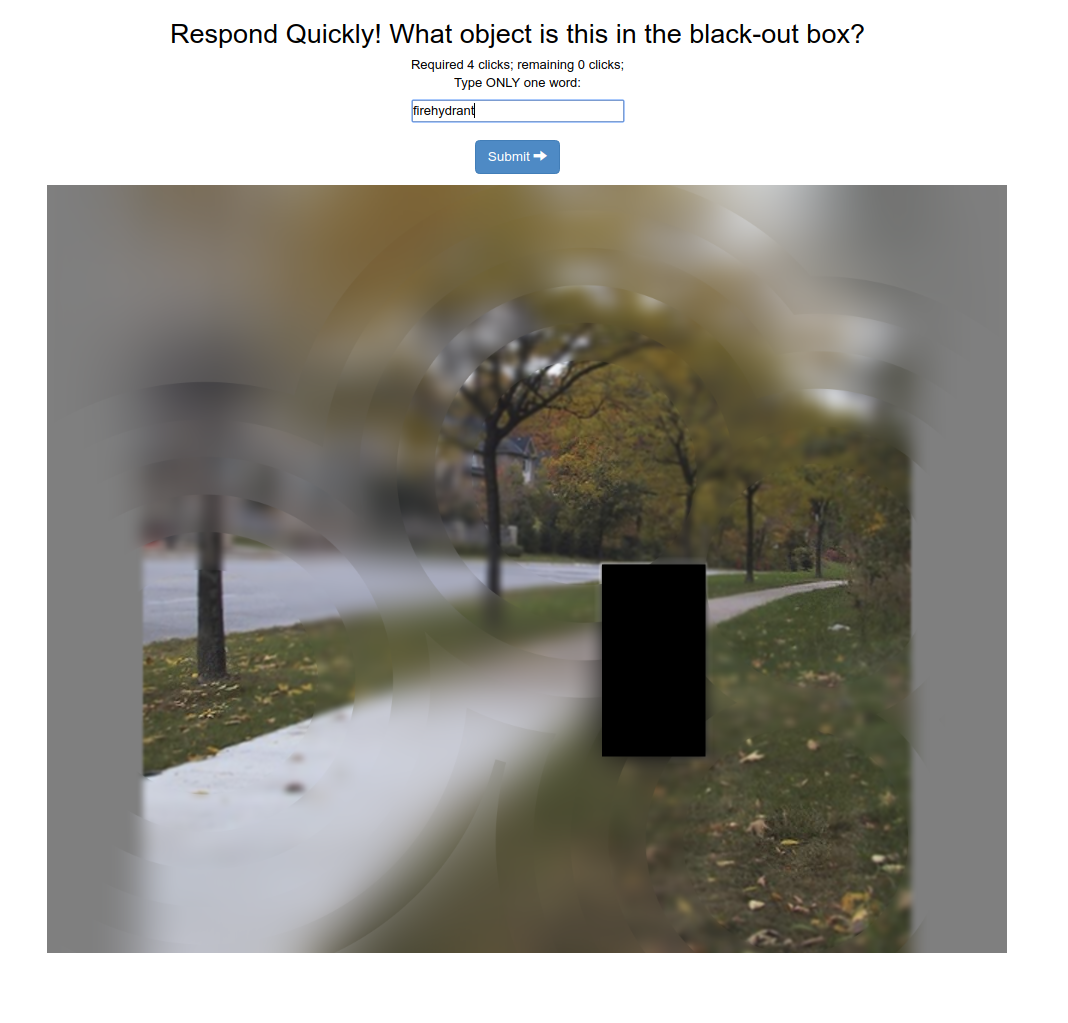 Respond Quickly! What object is this in the black-out box?
Required 4 clicks; remaining 0 clicks;
Type ONLY one word:
firehydrant
Submit